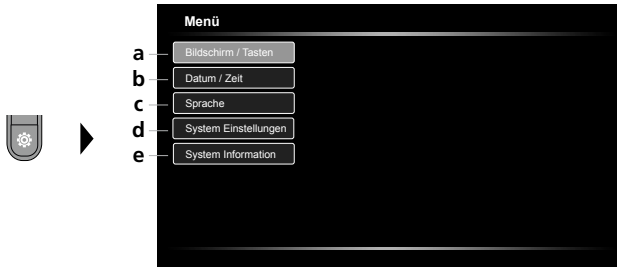 Menü
a Bildschirm / Tasten
b Datum / Zeit
c Sprache
d System Einstellungen
e System Information